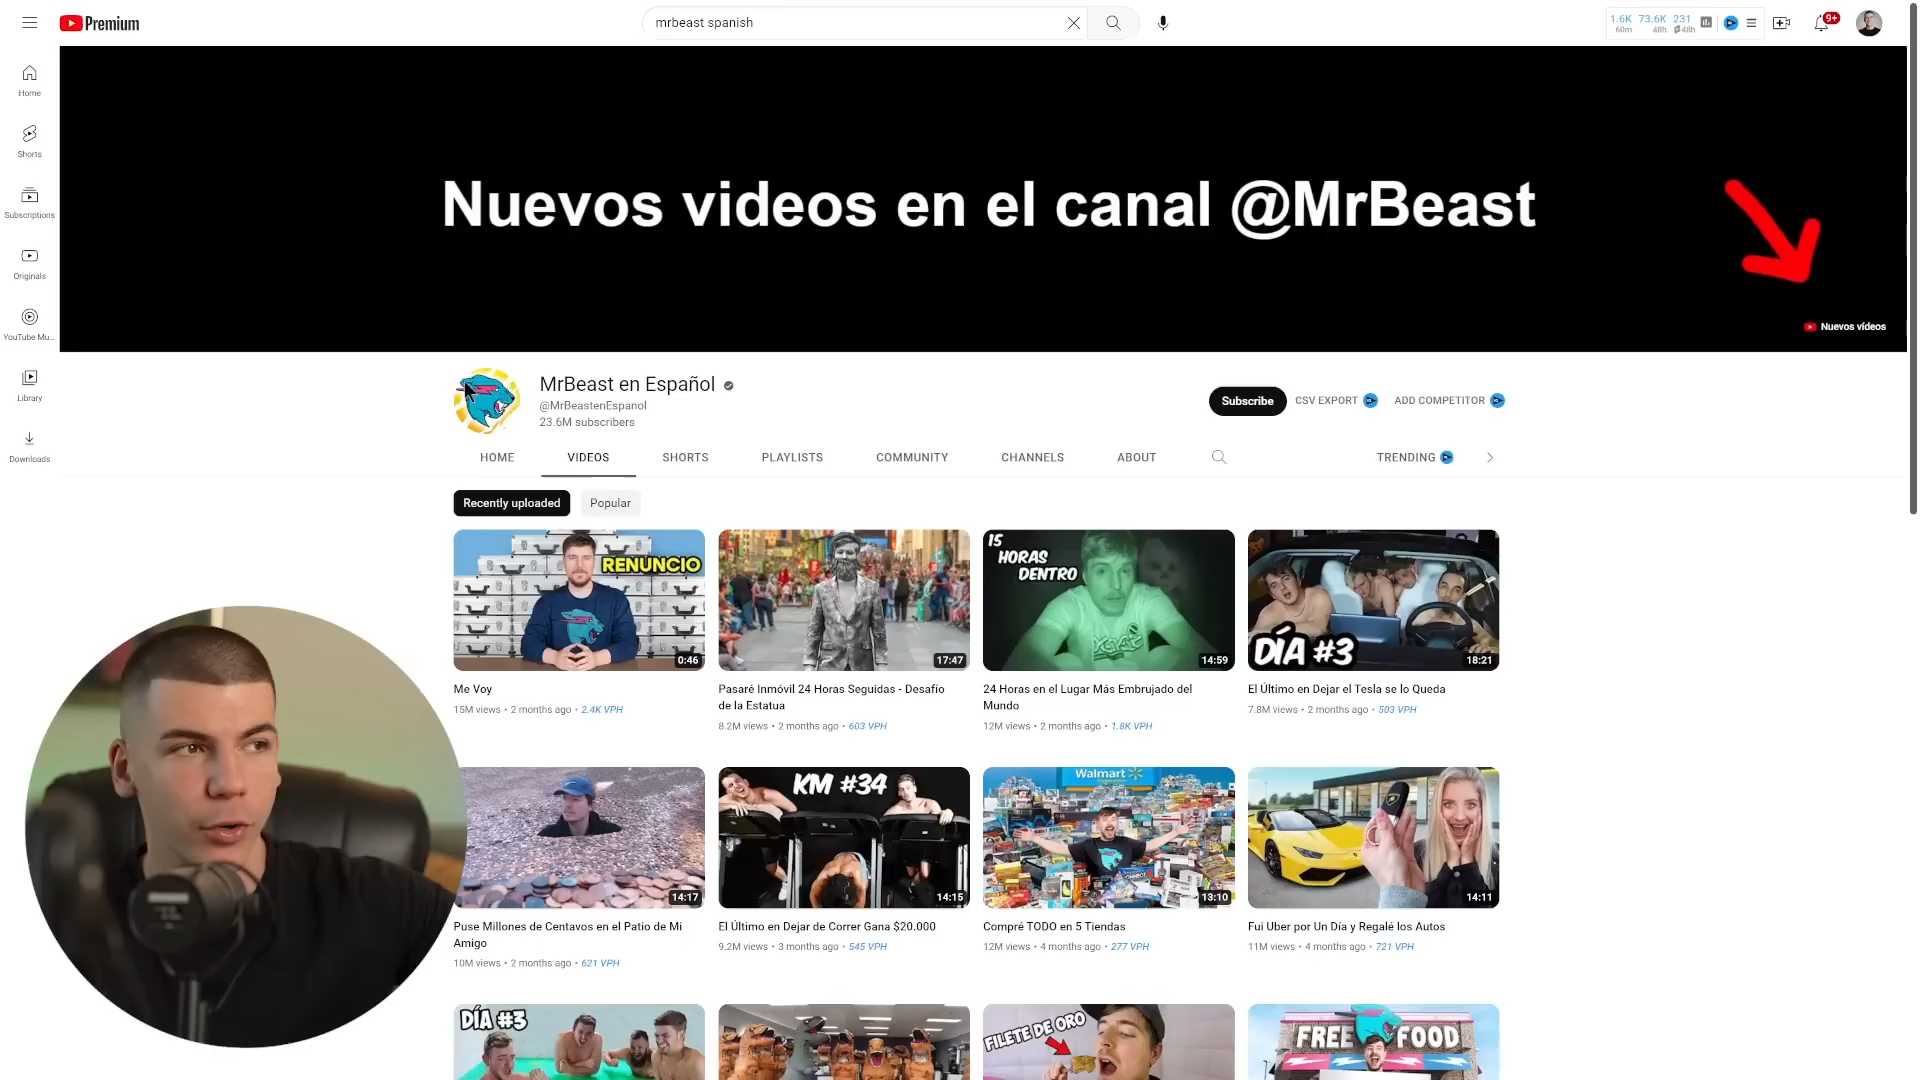 Premium
mrbeast spanish
1.6K 73.6K 231
60m 48h 48h
9+
Home
Shorts
Subscriptions
Originals
YouTube Mu...
Library
Downloads
Nuevos videos en el canal @MrBeast
Nuevos vídeos
MrBeast en Español
@MrBeastenEspanol
23.6M subscribers
Subscribe
CSV EXPORT
ADD COMPETITOR
HOME
VIDEOS
SHORTS
PLAYLISTS
COMMUNITY
CHANNELS
ABOUT
TRENDING
Recently uploaded
Popular
RENUNCIO
0:46
Me Voy
15M views • 2 months ago • 2.4K VPH
17:47
Pasaré Inmóvil 24 Horas Seguidas - Desafío
de la Estatua
8.2M views • 2 months ago • 603 VPH
15
HORAS
DENTRO
14:59
24 Horas en el Lugar Más Embrujado del
Mundo
12M views • 2 months ago • 1.8K VPH
DÍA #3
18:21
El Último en Dejar el Tesla se lo Queda
7.8M views • 2 months ago • 503 VPH
14:17
Puse Millones de Centavos en el Patio de Mi
Amigo
10M views • 2 months ago • 621 VPH
KM #34
14:15
El Último en Dejar de Correr Gana $20.000
9.2M views • 3 months ago • 545 VPH
Walmart
13:10
Compré TODO en 5 Tiendas
12M views • 4 months ago • 277 VPH
14:11
Fui Uber por Un Día y Regalé los Autos
11M views • 4 months ago • 721 VPH
DÍA #3
FILETE DE ORO
FREE FOOD